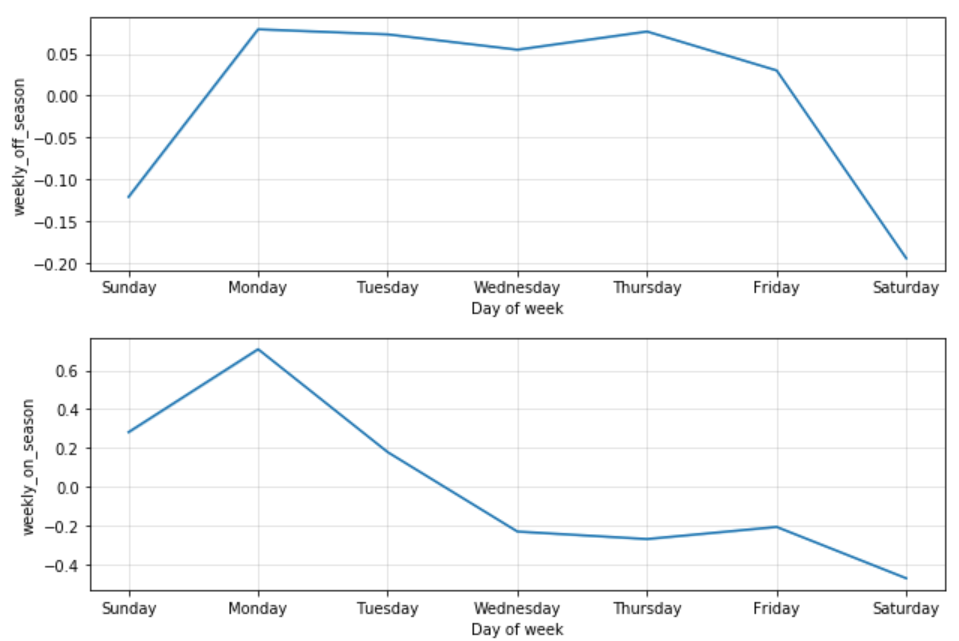 weekly_off_season
0.05
0.00
−0.05
−0.10
−0.15
−0.20
Sunday Monday Tuesday Wednesday Thursday Friday Saturday
Day of week
weekly_on_season
0.6
0.4
0.2
0.0
−0.2
−0.4
Sunday Monday Tuesday Wednesday Thursday Friday Saturday
Day of week